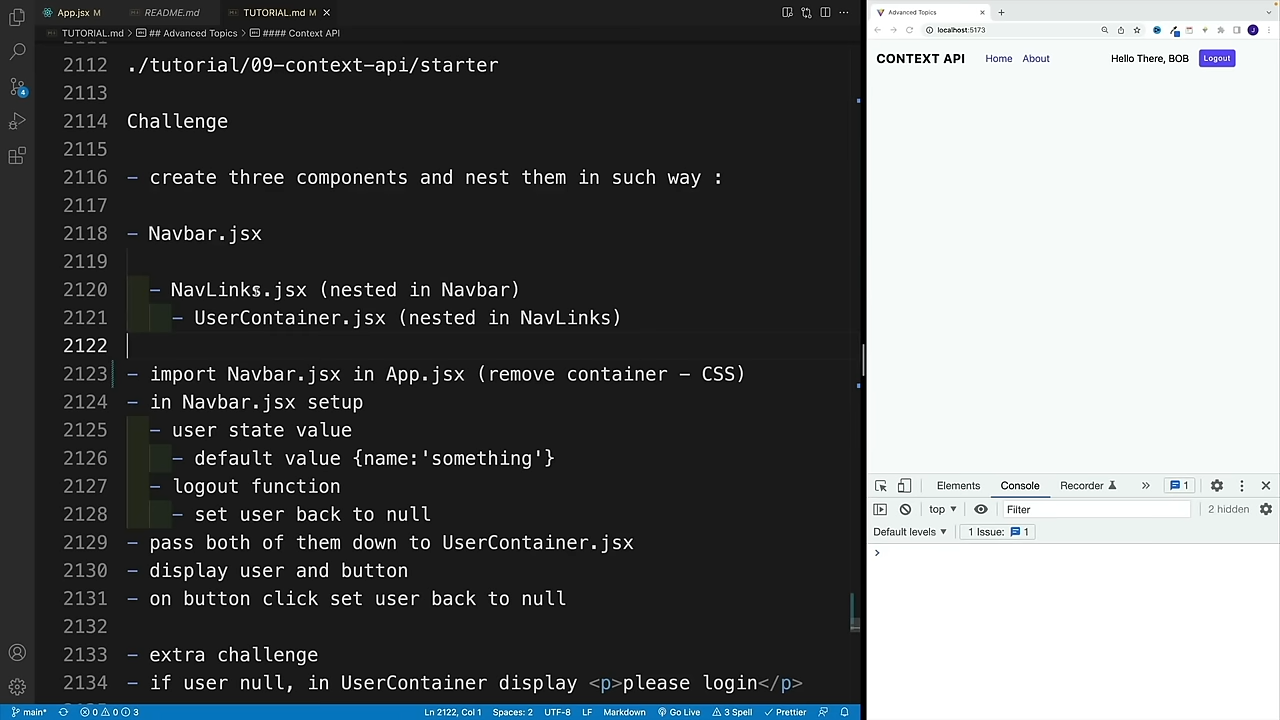 App.jsx M
README.md M
TUTORIAL.md M
TUTORIAL.md > ## Advanced Topics > #### Context API
2112 ./tutorial/09-context-api/starter
2113
2114 Challenge
2115
2116 - create three components and nest them in such way :
2117
2118 - Navbar.jsx
2119
2120 - NavLinks.jsx (nested in Navbar)
2121 - UserContainer.jsx (nested in NavLinks)
2122
2123 - import Navbar.jsx in App.jsx (remove container - CSS)
2124 - in Navbar.jsx setup
2125 - user state value
2126 - default value {name:'something'}
2127 - logout function
2128 - set user back to null
2129 - pass both of them down to UserContainer.jsx
2130 - display user and button
2131 - on button click set user back to null
2132
2133 - extra challenge
2134 - if user null, in UserContainer display <p>please login</p>
4
main* 0 0 3 Ln 2122, Col 1 Spaces: 2 UTF-8 LF Markdown Go Live 3 Spell Prettier
Advanced Topics
localhost:5173
CONTEXT API Home About Hello There, BOB Logout
Elements Console Recorder 1
top Filter 2 hidden
Default levels 1 Issue: 1